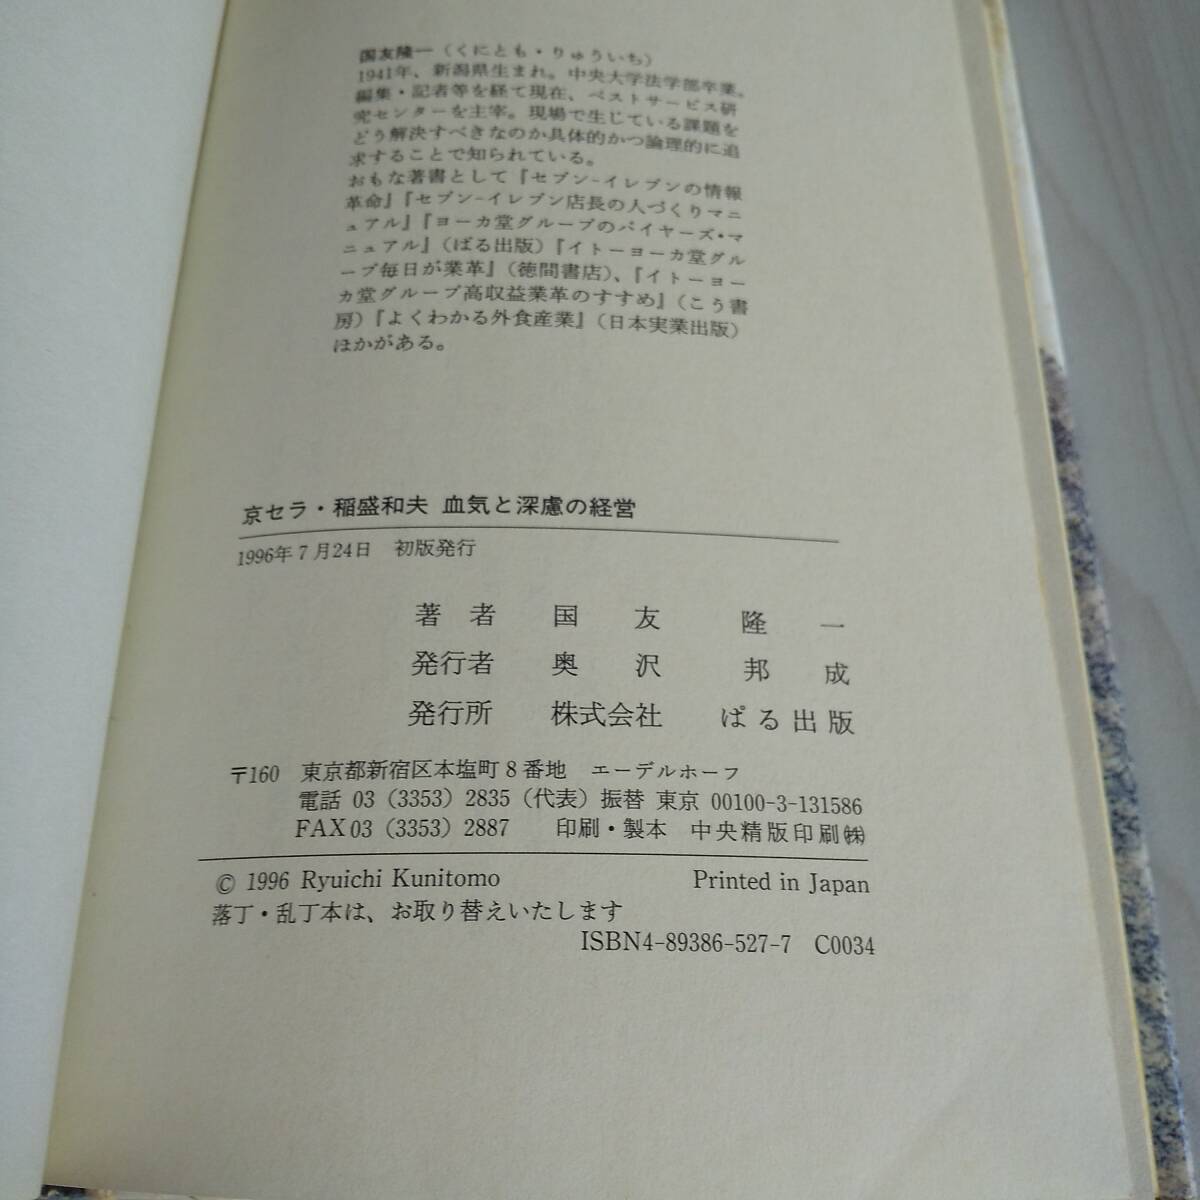 国友隆一(くにとも・りゅういち)
1941年、新潟県生まれ。中央大学法学部卒業。
編集・記者等を経て現在、ベストサービス研
究センターを主宰。現場で生じている課題を
どう解決すべきなのか具体的かつ論理的に追
求することで知られている。
おもな著書として『セブン-イレブンの情報
革命』『セブン-イレブン店長の人づくりマニ
ュアル』『ヨーカ堂グループのバイヤーズ・マ
ニュアル』(ぱる出版)『イトーヨーカ堂グル
ープ毎日が業革』(徳間書店)、『イトーヨー
カ堂グループ高収益業革のすすめ』(こう書
房)『よくわかる外食産業』(日本実業出版)
ほかがある。
京セラ・稲盛和夫 血気と深慮の経営
1996年7月24日 初版発行
著者 国友 隆一
発行者 奥沢 邦成
発行所 株式会社 ぱる出版
〒160 東京都新宿区本塩町8番地 エーデルホーフ
電話 03(3353)2835(代表)振替 東京 00100-3-131586
FAX03(3353)2887 印刷・製本 中央精版印刷㈱
© 1996 Ryuichi Kunitomo Printed in Japan
落丁・乱丁本は、お取り替えいたします
ISBN4-89386-527-7 C0034